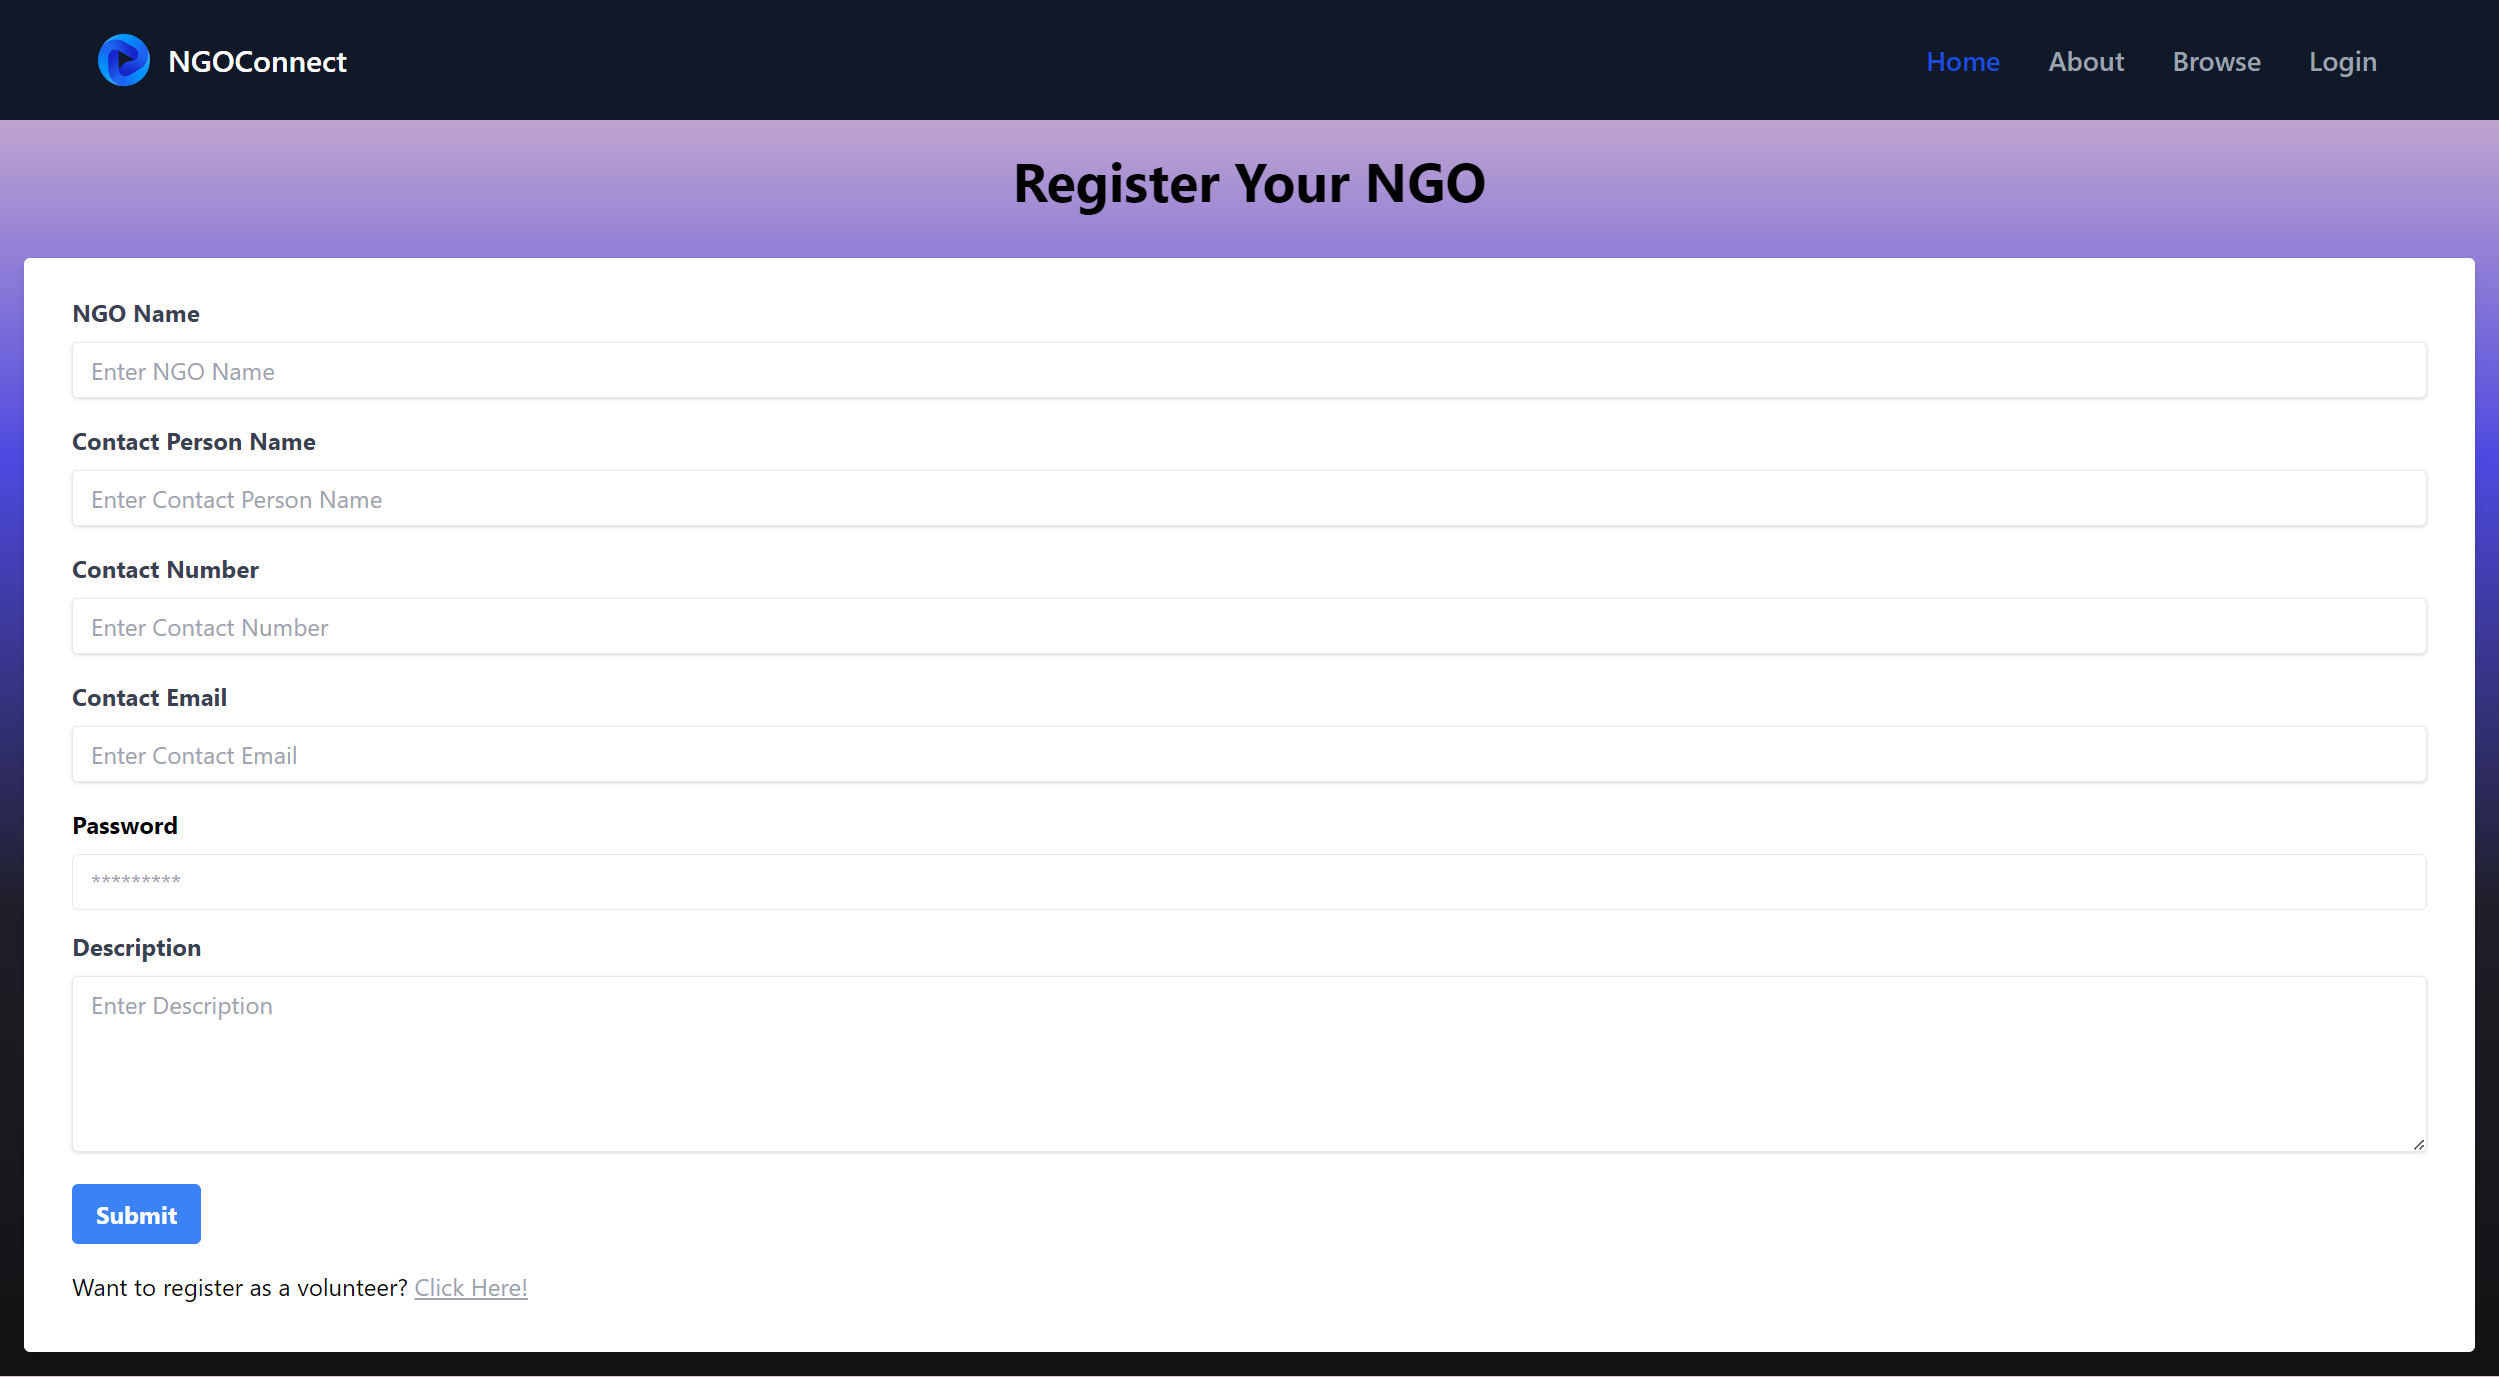 NGOConnect
Home About Browse Login
Register Your NGO
NGO Name
Enter NGO Name
Contact Person Name
Enter Contact Person Name
Contact Number
Enter Contact Number
Contact Email
Enter Contact Email
Password
*********
Description
Enter Description
Submit
Want to register as a volunteer? Click Here!